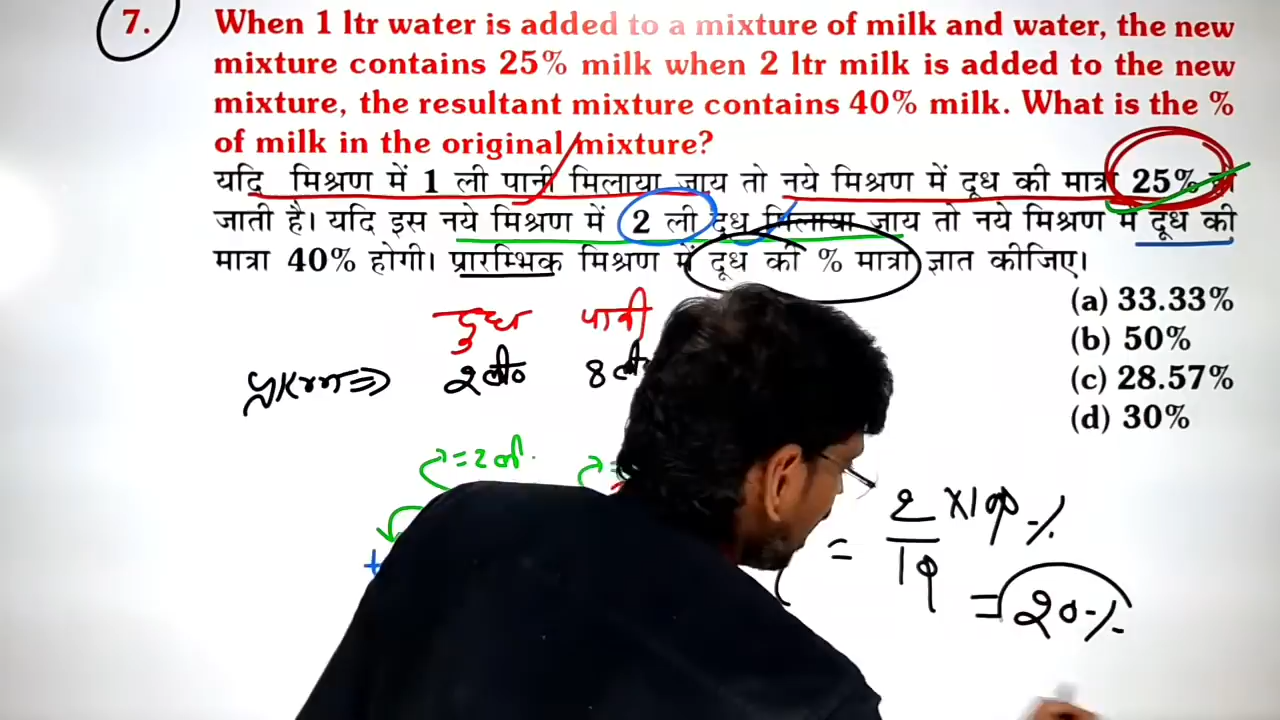 7.
When 1 ltr water is added to a mixture of milk and water, the new
mixture contains 25% milk when 2 ltr milk is added to the new
mixture, the resultant mixture contains 40% milk. What is the %
of milk in the original mixture?
यदि मिश्रण में 1 ली पानी मिलाया जाय तो नये मिश्रण में दूध की मात्रा 25%
जाती है। यदि इस नये मिश्रण में 2 ली दूध मिलाया जाय तो नये मिश्रण में दूध की
मात्रा 40% होगी। प्रारम्भिक मिश्रण में दूध की % मात्रा ज्ञात कीजिए।
(a) 33.33%
(b) 50%
(c) 28.57%
(d) 30%
दुध पानी
2ली० 8ली०
=2ली.
+
= 2/10 ×100%
=20%